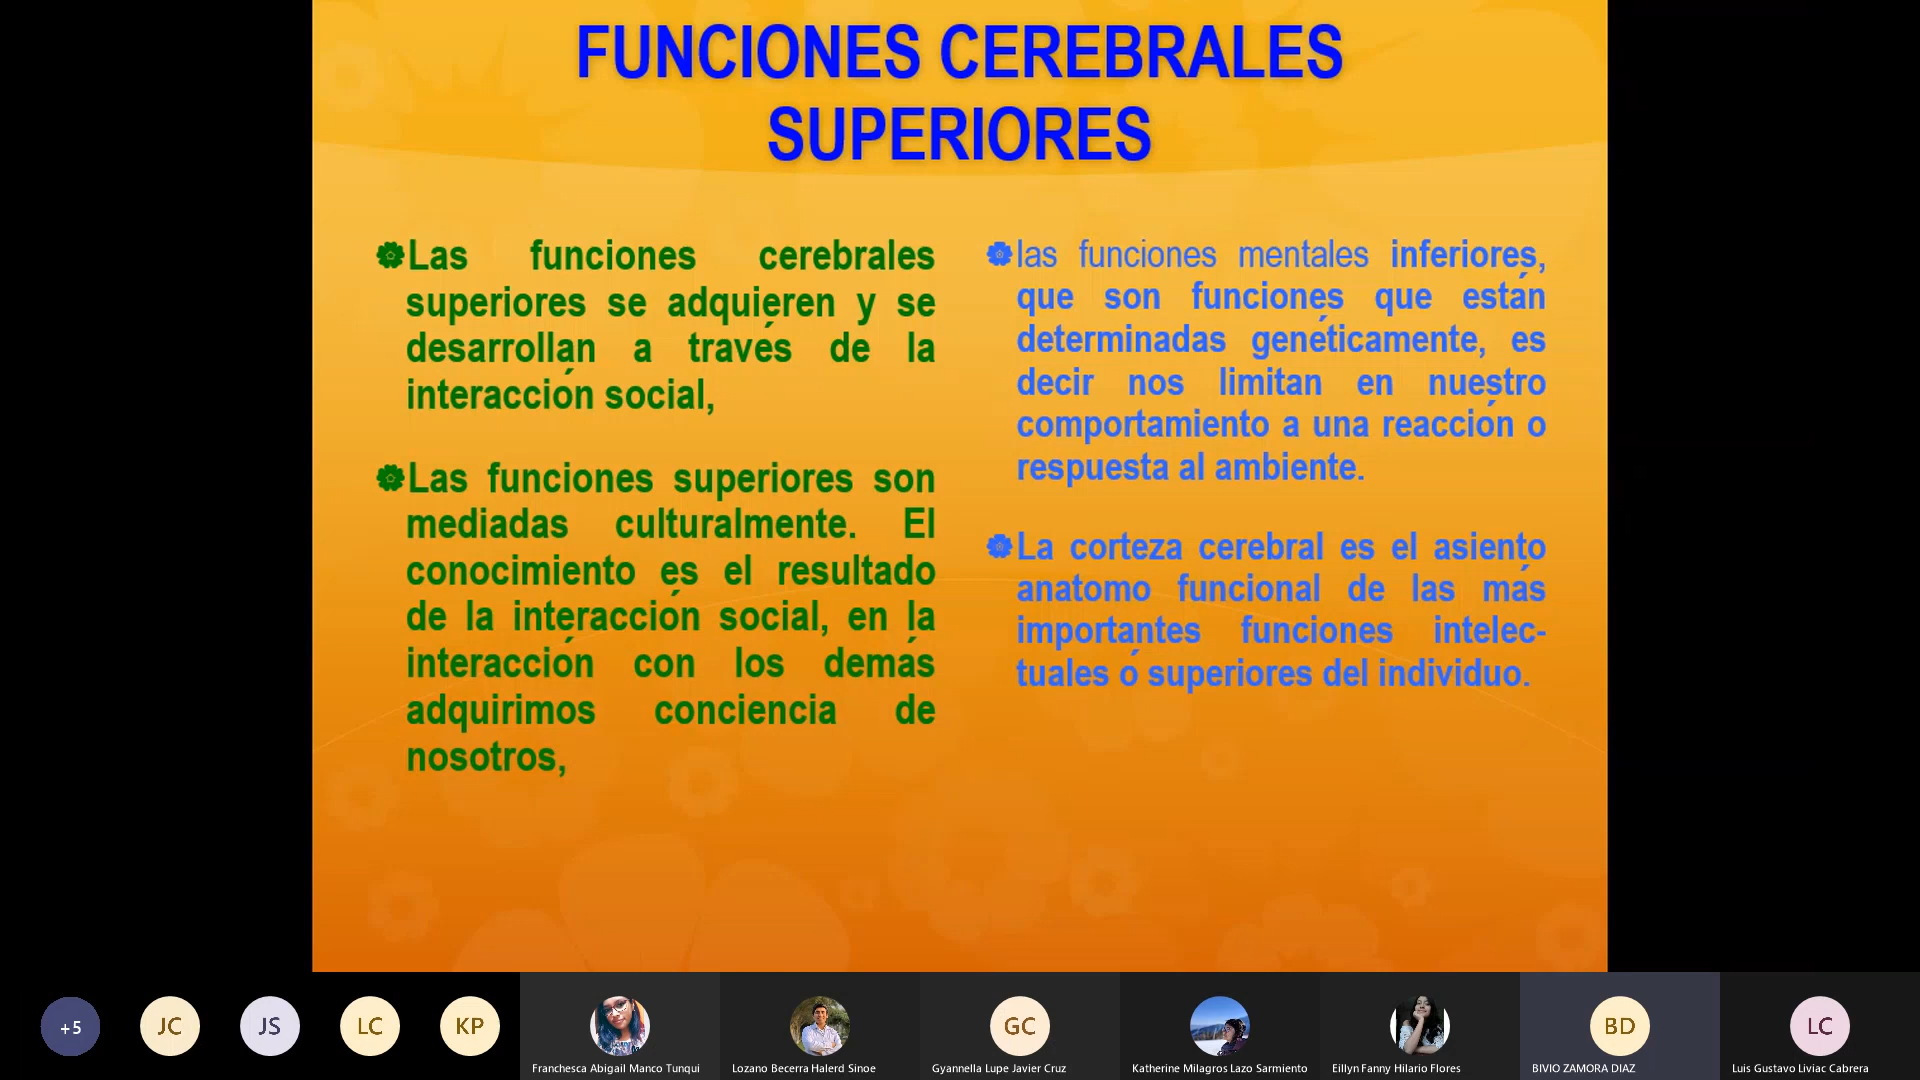 FUNCIONES CEREBRALES
SUPERIORES
Las funciones cerebrales
superiores se adquieren y se
desarrollan a través de la
interacción social,
Las funciones superiores son
mediadas culturalmente. El
conocimiento es el resultado
de la interacción social, en la
interacción con los demás
adquirimos conciencia de
nosotros,
las funciones mentales inferiores,
que son funciones que están
determinadas genéticamente, es
decir nos limitan en nuestro
comportamiento a una reacción o
respuesta al ambiente.
La corteza cerebral es el asiento
anatomo funcional de las más
importantes funciones intelec-
tuales ó superiores del individuo.
+5
JC
JS
LC
KP
GC
BD
LC
Franchesca Abigail Manco Tunqui
Lozano Becerra Halerd Sinoe
Gyannella Lupe Javier Cruz
Katherine Milagros Lazo Sarmiento
Eillyn Fanny Hilario Flores
BIVIO ZAMORA DIAZ
Luis Gustavo Liviac Cabrera